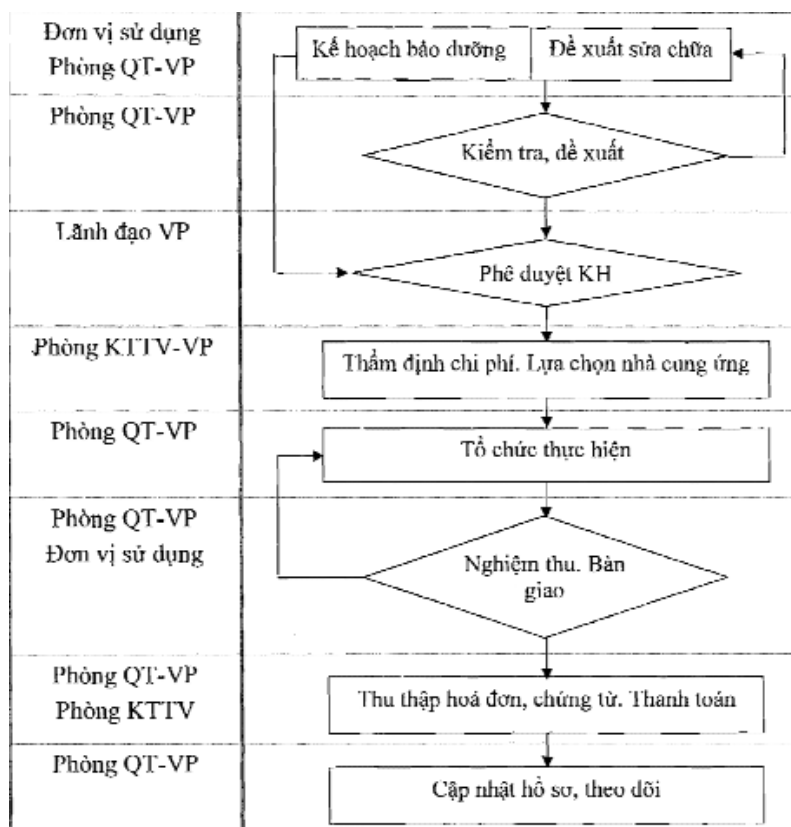 Đơn vị sử dụng
Phòng QT-VP
Kế hoạch bảo dưỡng
Đề xuất sửa chữa
Phòng QT-VP
Kiểm tra, đề xuất
Lãnh đạo VP
Phê duyệt KH
Phòng KTTV-VP
Thẩm định chi phí. Lựa chọn nhà cung ứng
Phòng QT-VP
Tổ chức thực hiện
Phòng QT-VP
Đơn vị sử dụng
Nghiệm thu. Bàn
giao
Phòng QT-VP
Phòng KTTV
Thu thập hoá đơn, chứng từ. Thanh toán
Phòng QT-VP
Cập nhật hồ sơ, theo dõi